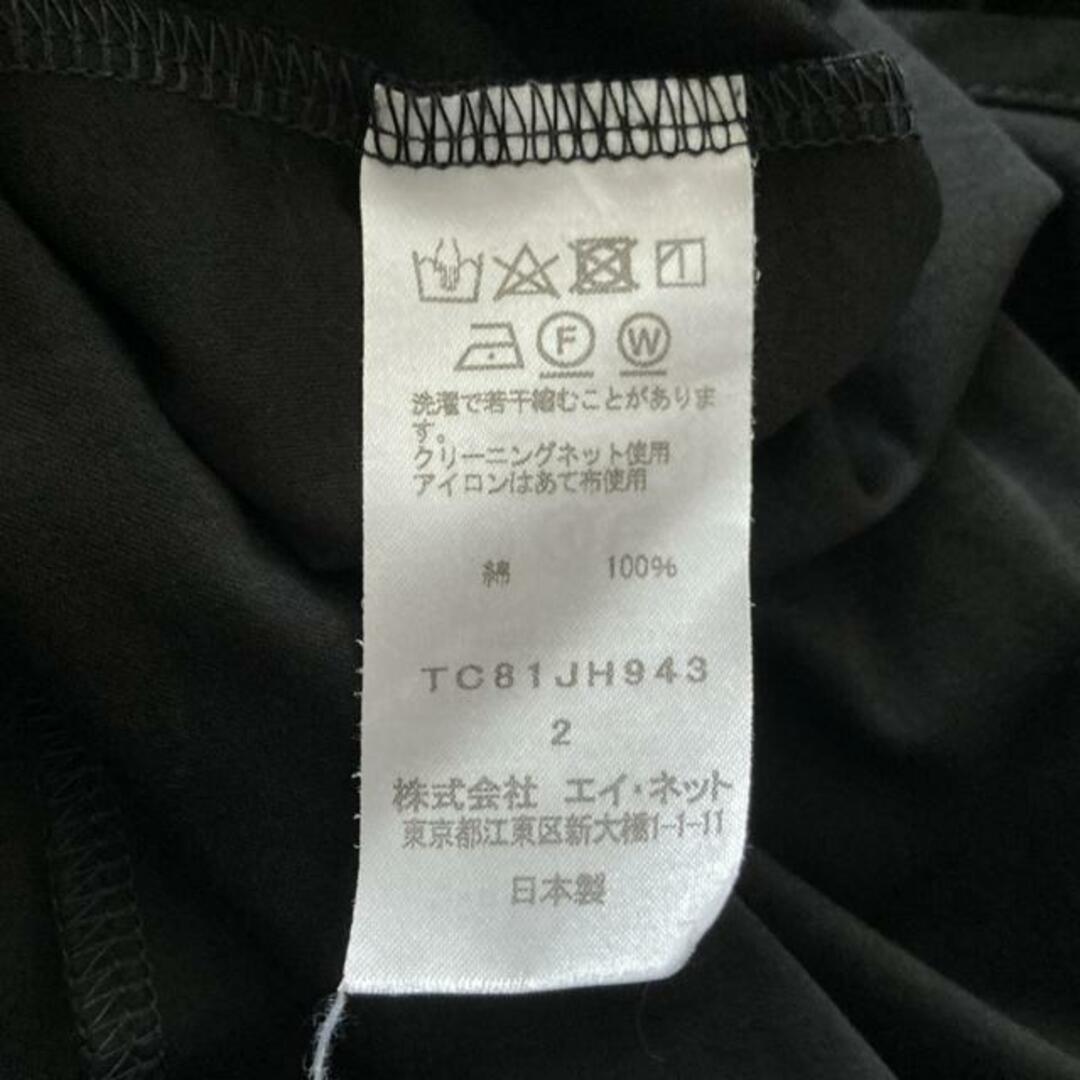 F W
洗濯で若干縮むことがありま
す。
クリーニングネット使用
アイロンはあて布使用
綿 100%
TC81JH943
2
株式会社 エイ・ネット
東京都江東区新大橋1-1-11
日本製